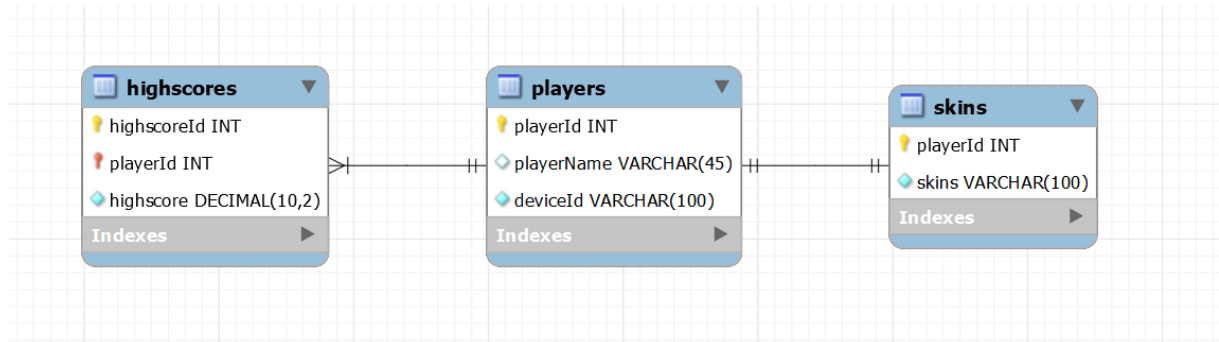 highscores
highscoreId INT
playerId INT
highscore DECIMAL(10,2)
Indexes
players
playerId INT
playerName VARCHAR(45)
deviceId VARCHAR(100)
Indexes
skins
playerId INT
skins VARCHAR(100)
Indexes